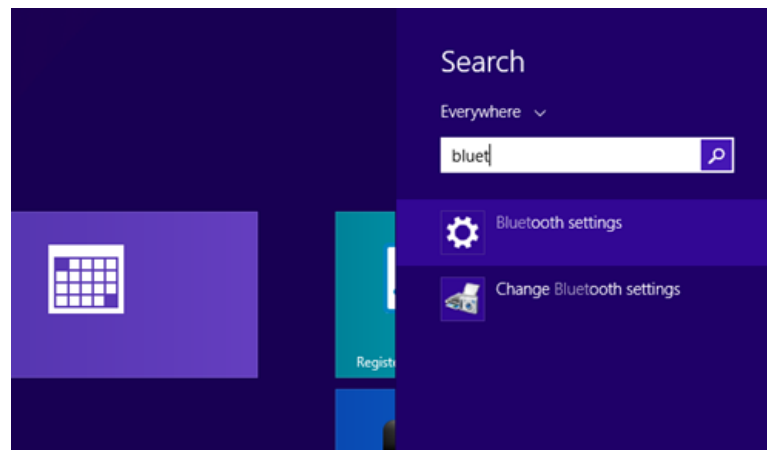 Search
Everywhere
bluet
Bluetooth settings
Change Bluetooth settings
Registe